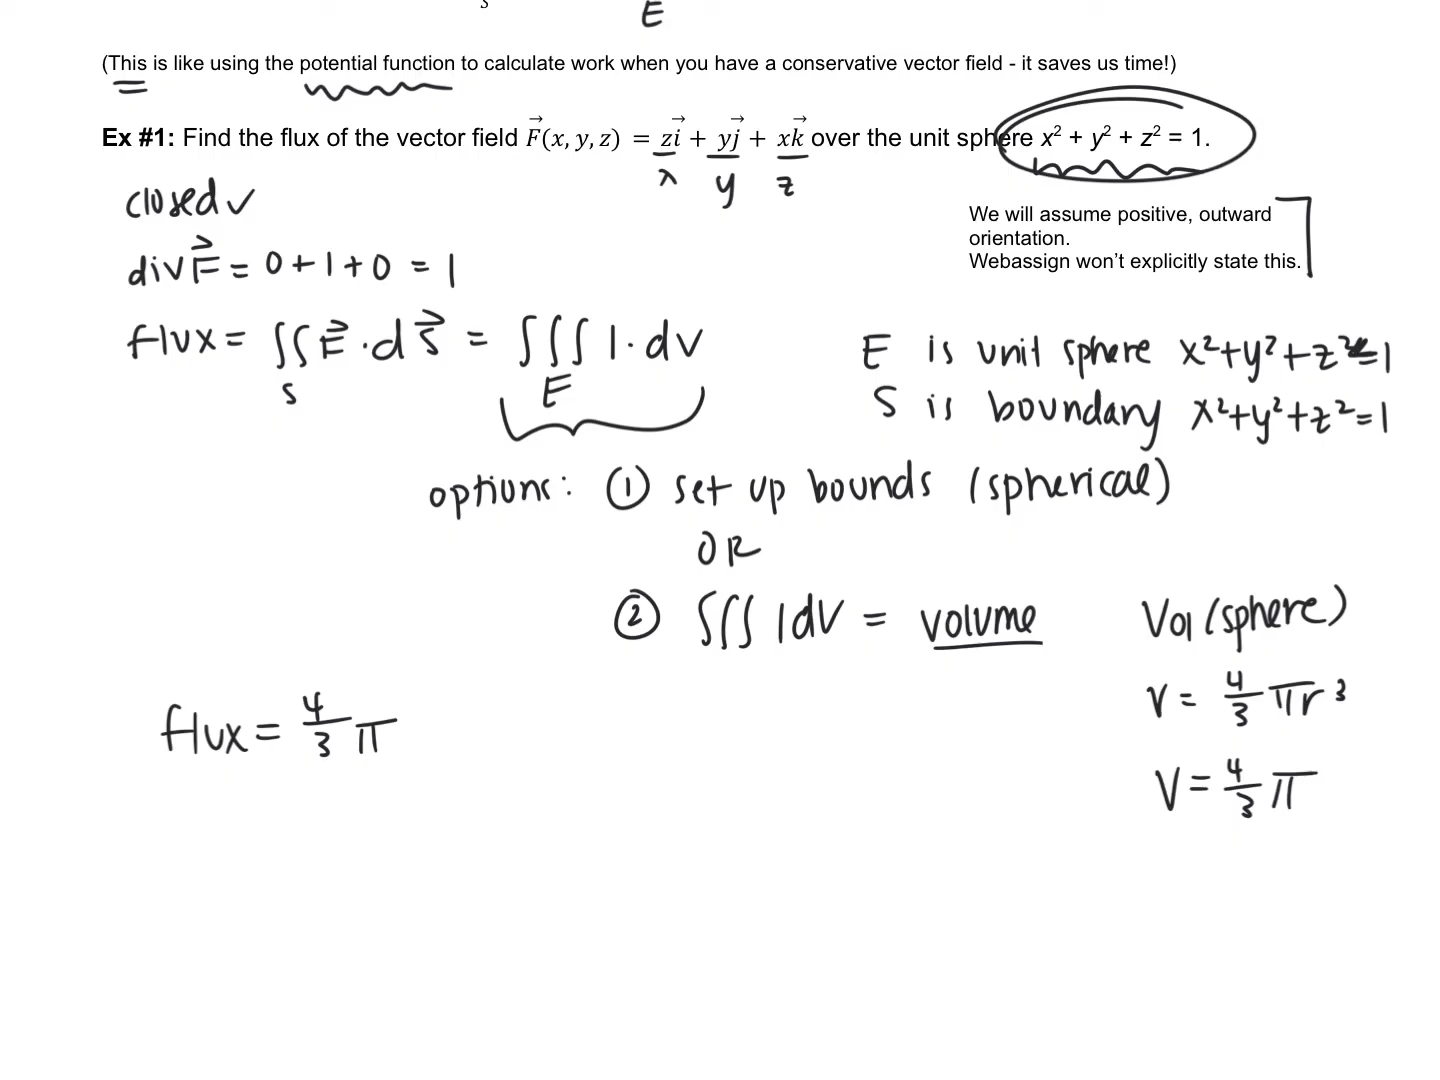 S
E
(This is like using the potential function to calculate work when you have a conservative vector field - it saves us time!)
Ex #1: Find the flux of the vector field F⃗(x, y, z) = zi⃗ + yj⃗ + xk⃗ over the unit sphere x² + y² + z² = 1.
x y z
closed ✓
We will assume positive, outward
orientation.
Webassign won't explicitly state this.
div F⃗ = 0 + 1 + 0 = 1
flux = ∬_S F⃗ · dS⃗ = ∭_E 1 · dV
E is unit sphere x²+y²+z²≤1
S is boundary x²+y²+z²=1
options: ① set up bounds (spherical)
OR
② ∭ 1dV = volume
Vol (sphere)
V = 4/3 πr³
flux = 4/3 π
V = 4/3 π